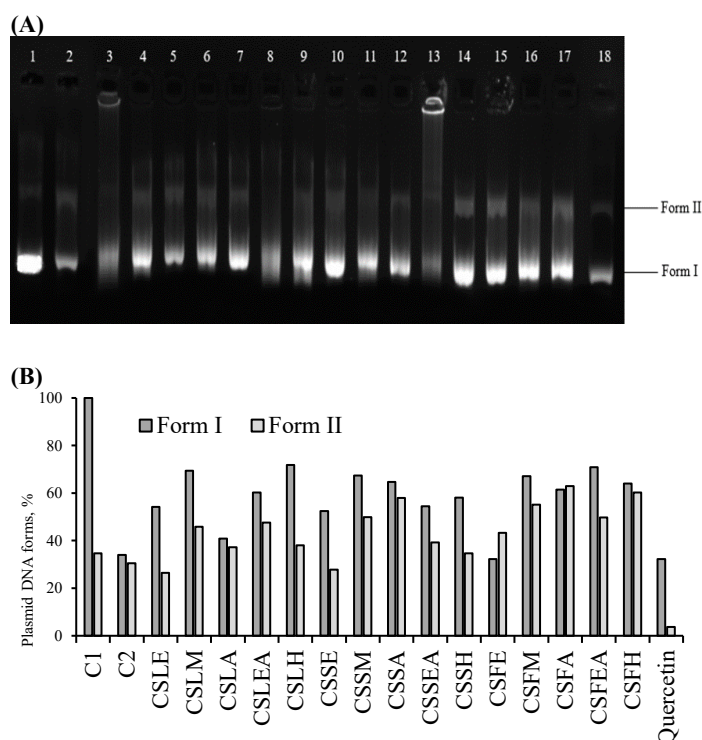 (A)
1 2 3 4 5 6 7 8 9 10 11 12 13 14 15 16 17 18
Form II
Form I
(B)
100
80
60
40
20
0
Plasmid DNA forms, %
Form I Form II
C1 C2 CSLE CSLM CSLA CSLEA CSLH CSSE CSSM CSSA CSSEA CSSH CSFE CSFM CSFA CSFEA CSFH Quercetin